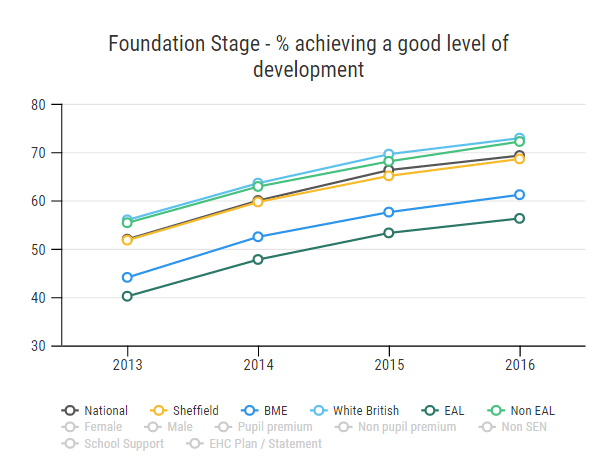 Foundation Stage - % achieving a good level of
development
80
70
60
50
40
30
2013 2014 2015 2016
National Sheffield BME White British EAL Non EAL
Female Male Pupil premium Non pupil premium Non SEN
School Support EHC Plan / Statement